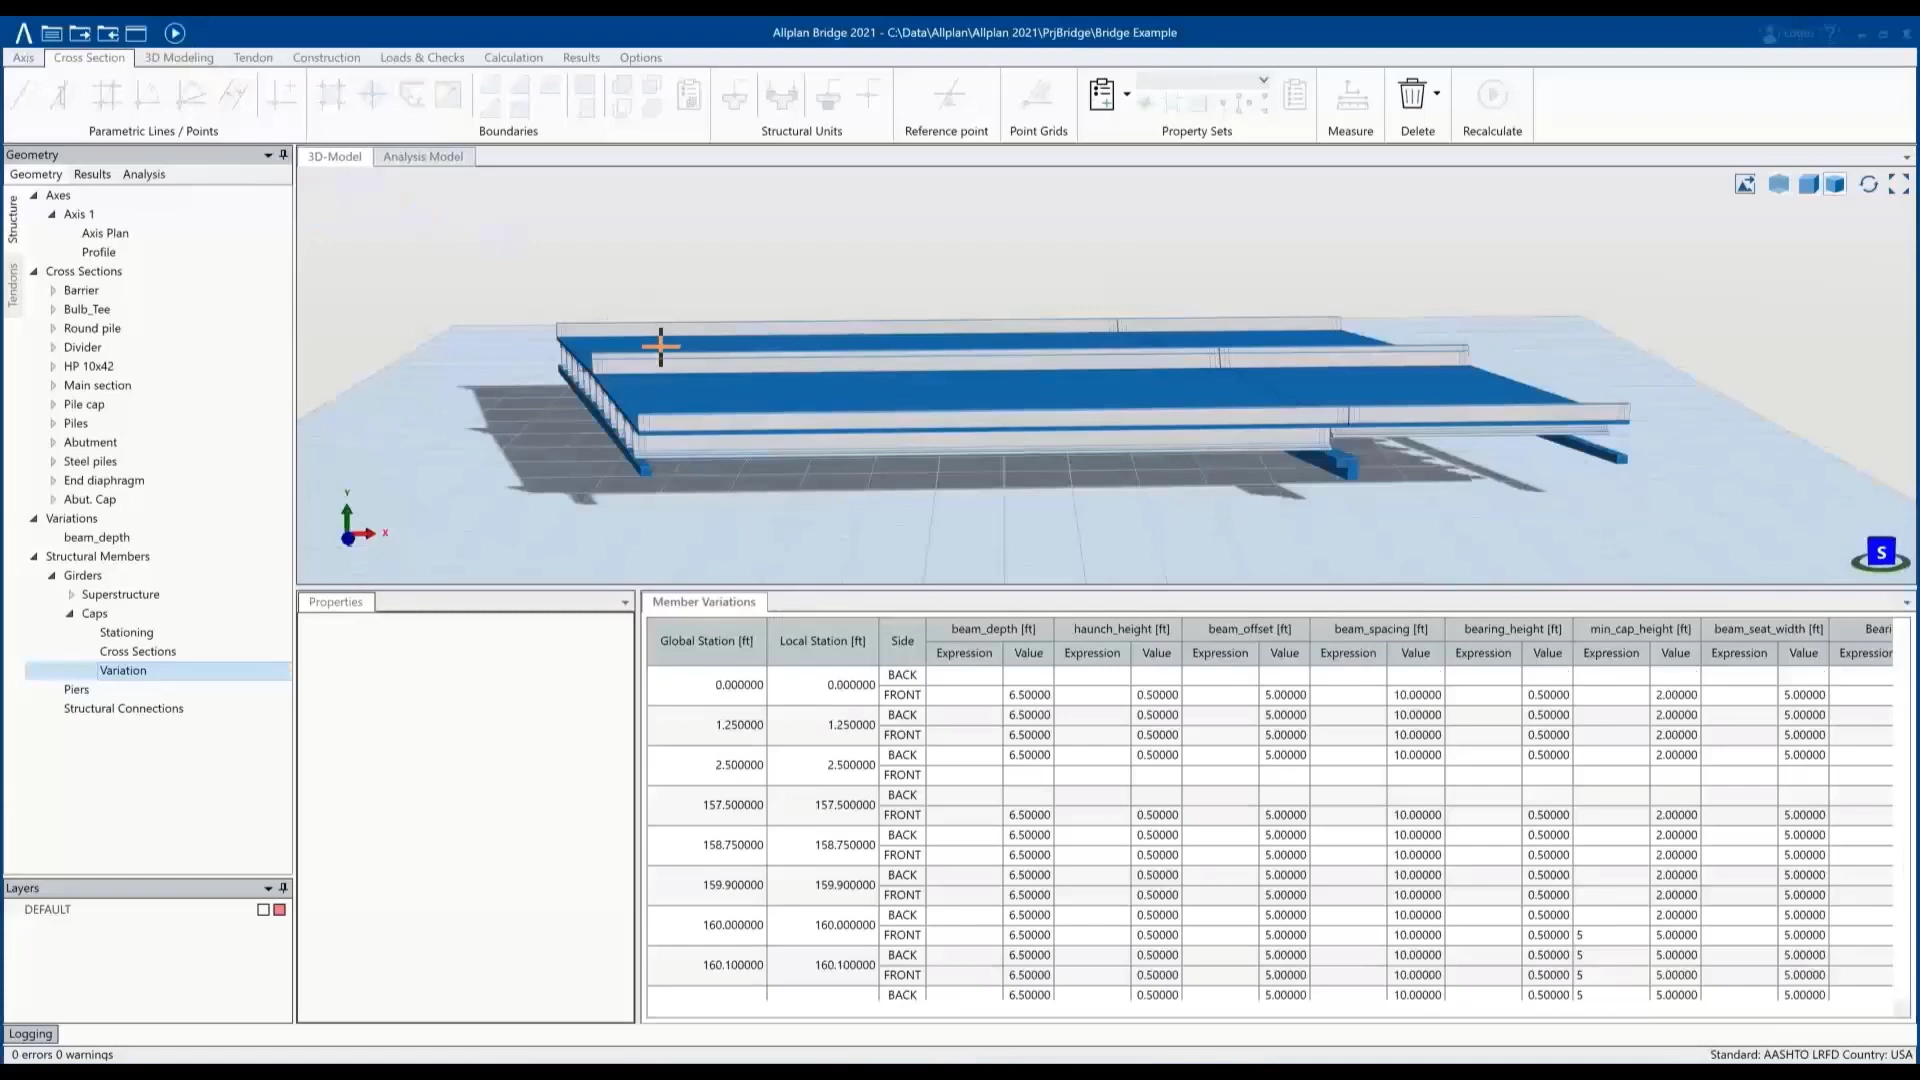 Allplan Bridge 2021 - C:\Data\Allplan\Allplan 2021\PrjBridge\Bridge Example
Login
Axis Cross Section 3D Modeling Tendon Construction Loads & Checks Calculation Results Options
Parametric Lines / Points Boundaries Structural Units Reference point Point Grids Property Sets Measure Delete Recalculate
Geometry
Geometry Results Analysis
Structure
Tendons
Axes
Axis 1
Axis Plan
Profile
Cross Sections
Barrier
Bulb_Tee
Round pile
Divider
HP 10x42
Main section
Pile cap
Piles
Abutment
Steel piles
End diaphragm
Abut. Cap
Variations
beam_depth
Structural Members
Girders
Superstructure
Caps
Stationing
Cross Sections
Variation
Piers
Structural Connections
Layers
DEFAULT
3D-Model Analysis Model
Y
X
S
Properties
Member Variations
Global Station [ft] Local Station [ft] Side beam_depth [ft] haunch_height [ft] beam_offset [ft] beam_spacing [ft] bearing_height [ft] min_cap_height [ft] beam_seat_width [ft] Beari
Expression Value Expression Value Expression Value Expression Value Expression Value Expression Value Expression Value Expression
0.000000 0.000000 BACK
FRONT 6.50000 0.50000 5.00000 10.00000 0.50000 2.00000 5.00000
1.250000 1.250000 BACK 6.50000 0.50000 5.00000 10.00000 0.50000 2.00000 5.00000
FRONT 6.50000 0.50000 5.00000 10.00000 0.50000 2.00000 5.00000
2.500000 2.500000 BACK 6.50000 0.50000 5.00000 10.00000 0.50000 2.00000 5.00000
FRONT
157.500000 157.500000 BACK
FRONT 6.50000 0.50000 5.00000 10.00000 0.50000 2.00000 5.00000
158.750000 158.750000 BACK 6.50000 0.50000 5.00000 10.00000 0.50000 2.00000 5.00000
FRONT 6.50000 0.50000 5.00000 10.00000 0.50000 2.00000 5.00000
159.900000 159.900000 BACK 6.50000 0.50000 5.00000 10.00000 0.50000 2.00000 5.00000
FRONT 6.50000 0.50000 5.00000 10.00000 0.50000 2.00000 5.00000
160.000000 160.000000 BACK 6.50000 0.50000 5.00000 10.00000 0.50000 2.00000 5.00000
FRONT 6.50000 0.50000 5.00000 10.00000 0.50000 5 5.00000 5.00000
160.100000 160.100000 BACK 6.50000 0.50000 5.00000 10.00000 0.50000 5 5.00000 5.00000
FRONT 6.50000 0.50000 5.00000 10.00000 0.50000 5 5.00000 5.00000
BACK 6.50000 0.50000 5.00000 10.00000 0.50000 5 5.00000 5.00000
Logging
0 errors 0 warnings
Standard: AASHTO LRFD Country: USA